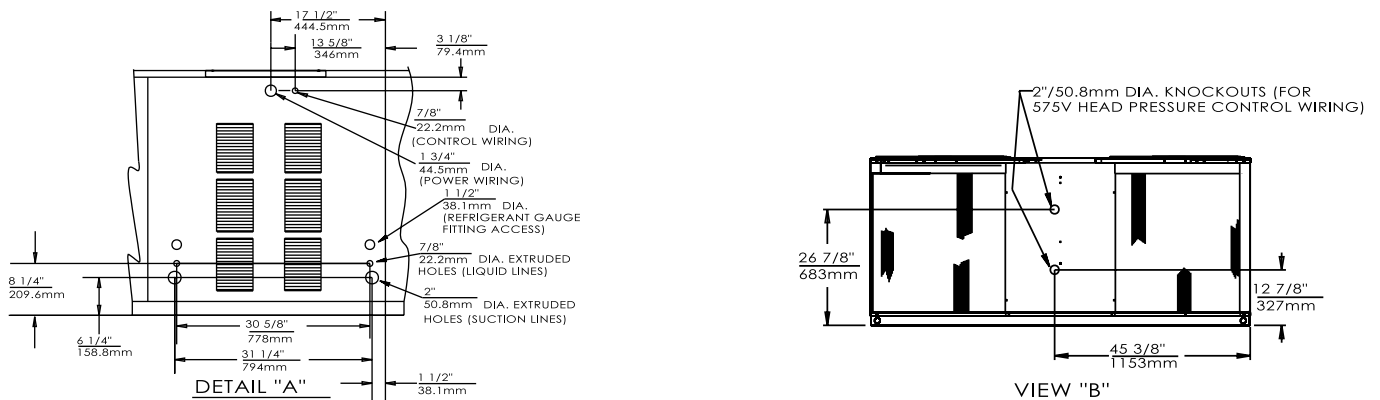 17 1/2"
444.5mm
13 5/8"
346mm
3 1/8"
79.4mm
7/8"
22.2mm DIA.
(CONTROL WIRING)
1 3/4"
44.5mm DIA.
(POWER WIRING)
1 1/2"
38.1mm DIA.
(REFRIGERANT GAUGE
FITTING ACCESS)
7/8"
22.2mm DIA. EXTRUDED
HOLES (LIQUID LINES)
2"
50.8mm DIA. EXTRUDED
HOLES (SUCTION LINES)
8 1/4"
209.6mm
6 1/4"
158.8mm
30 5/8"
778mm
31 1/4"
794mm
1 1/2"
38.1mm
DETAIL "A"
2"/50.8mm DIA. KNOCKOUTS (FOR
575V HEAD PRESSURE CONTROL WIRING)
26 7/8"
683mm
12 7/8"
327mm
45 3/8"
1153mm
VIEW "B"